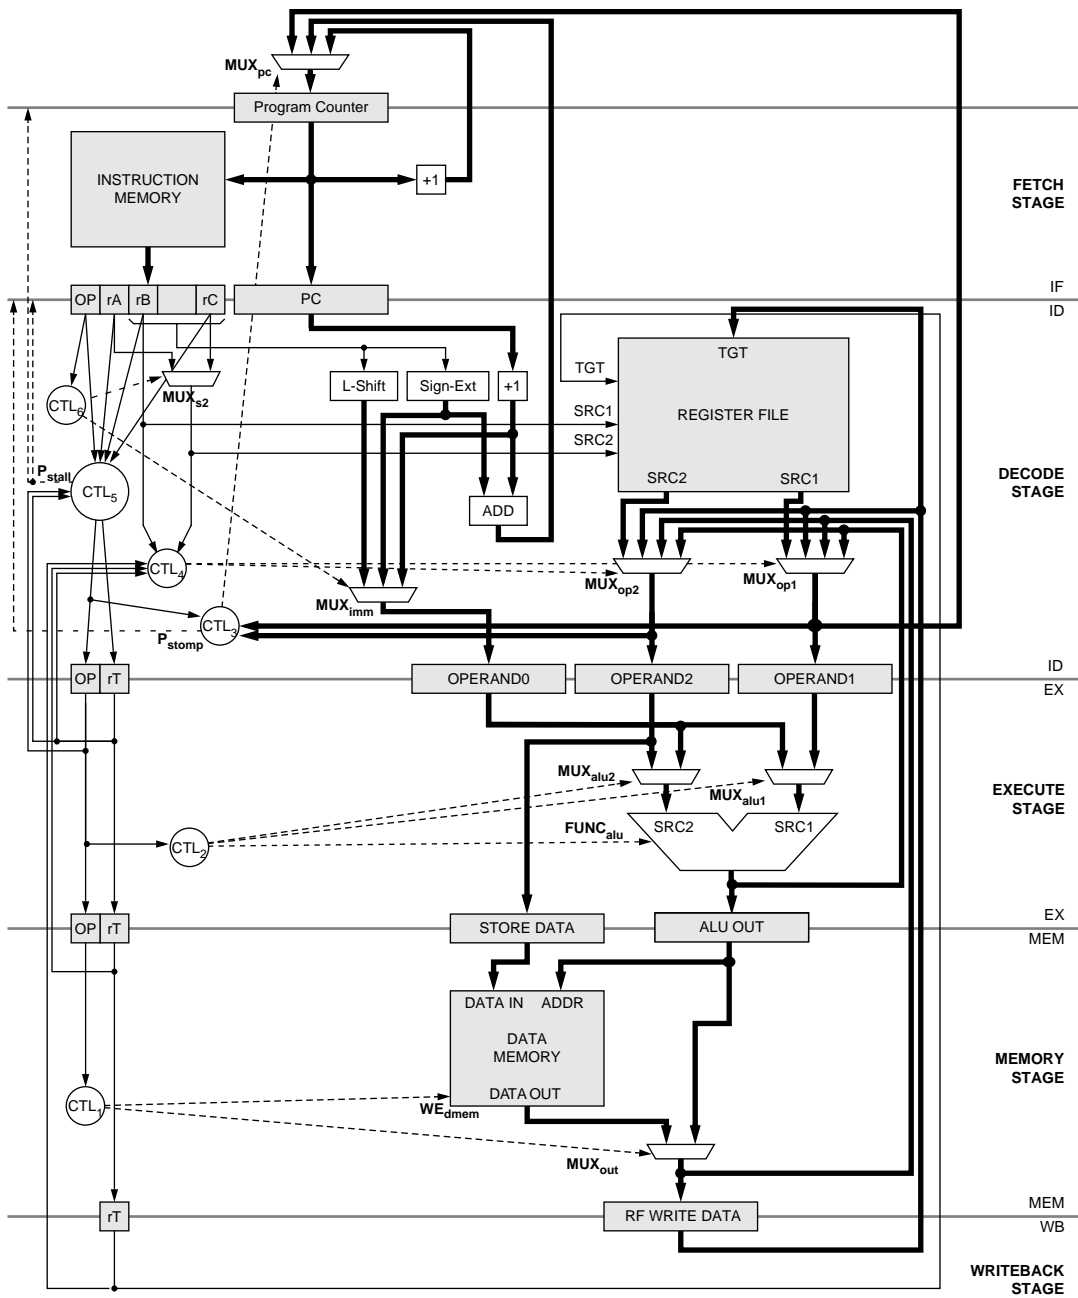 MUXpc
Program Counter
INSTRUCTION
MEMORY
+1
FETCH
STAGE
OP
rA
rB
rC
PC
IF
ID
TGT
TGT
L-Shift
Sign-Ext
+1
CTL6
MUXs2
REGISTER FILE
SRC1
SRC2
SRC2
SRC1
Pstall
CTL5
ADD
DECODE
STAGE
CTL4
MUXop2
MUXop1
MUXimm
CTL3
Pstomp
OP
rT
OPERAND0
OPERAND2
OPERAND1
ID
EX
MUXalu2
MUXalu1
EXECUTE
STAGE
FUNCalu
SRC2
SRC1
CTL2
OP
rT
STORE DATA
ALU OUT
EX
MEM
DATA IN
ADDR
DATA
MEMORY
DATA OUT
MEMORY
STAGE
CTL1
WEdmem
MUXout
rT
RF WRITE DATA
MEM
WB
WRITEBACK
STAGE